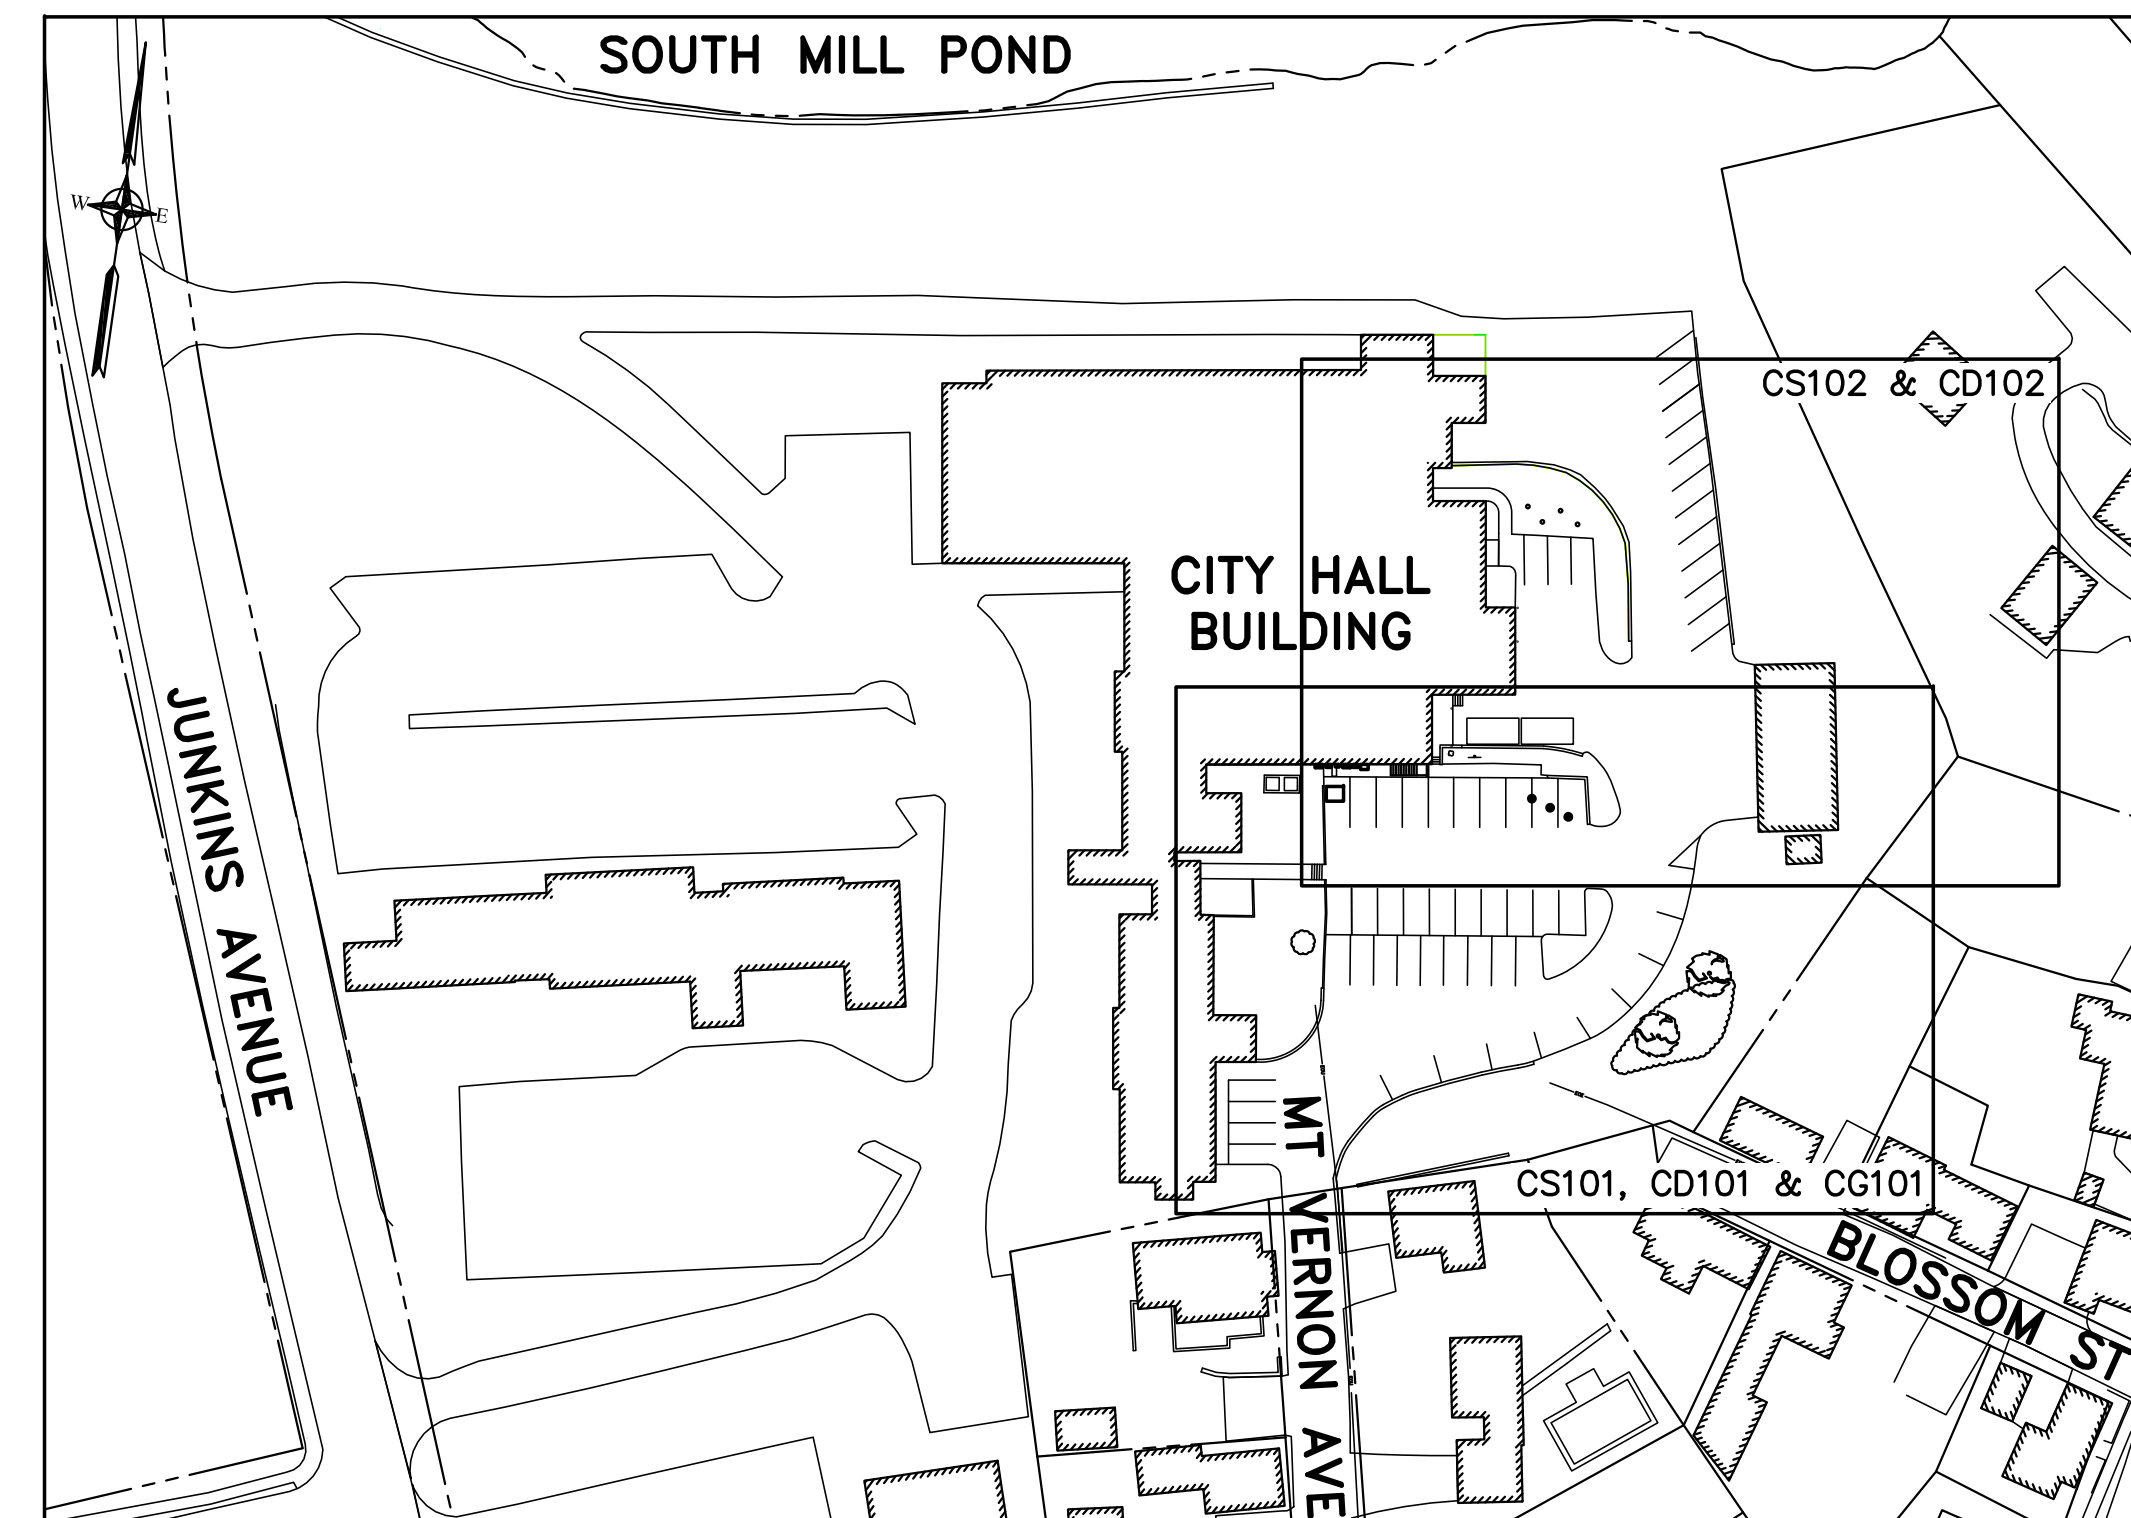 SOUTH MILL POND
W E
CS102 & CD102
CITY HALL
BUILDING
JUNKINS AVENUE
MT VERNON AVE
CS101, CD101 & CG101
BLOSSOM ST